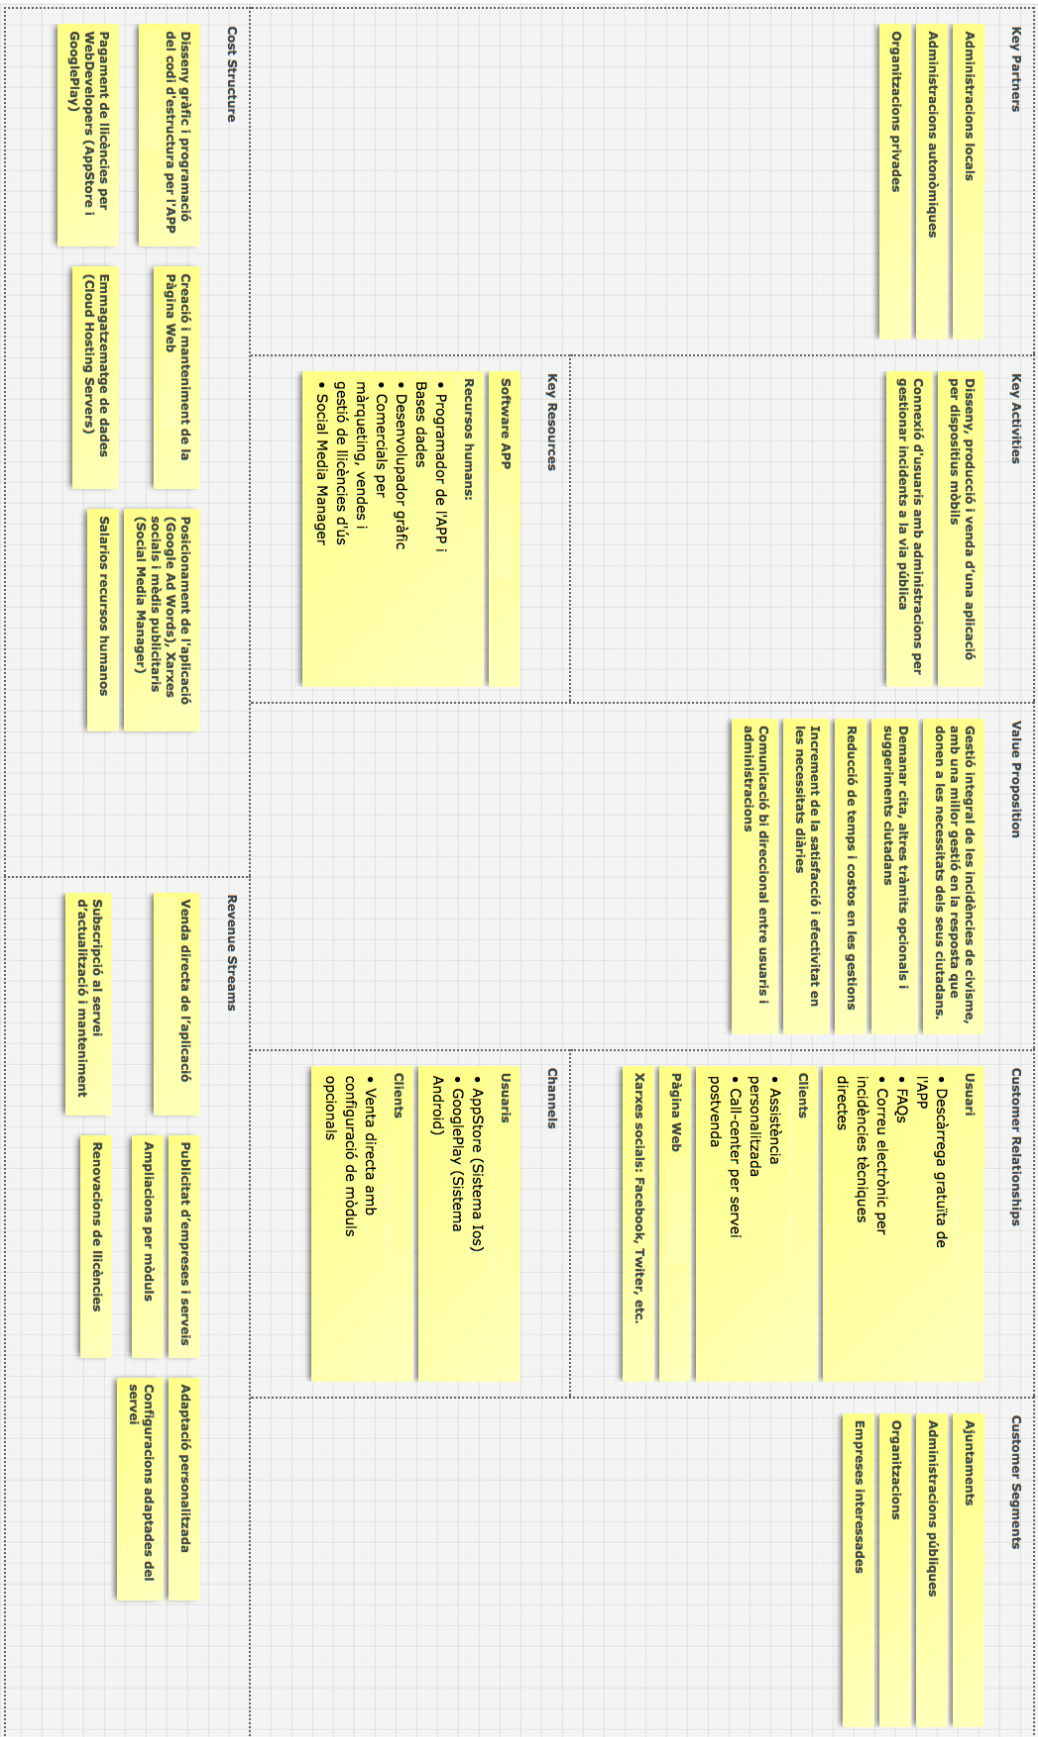 Key Partners
Administracions locals
Administracions autonòmiques
Organitzacions privades
Key Activities
Disseny, producció i venda d'una aplicació
per dispositius mòbils
Connexió d'usuaris amb administracions per
gestionar incidents a la via pública
Key Resources
Software APP
Recursos humans:
• Programador de l'APP i
Bases dades
• Desenvolupador gràfic
• Comercials per
màrqueting, vendes i
gestió de llicències d'ús
• Social Media Manager
Value Proposition
Gestió integral de les incidències de civisme,
amb una millor gestió en la resposta que
donen a les necessitats dels seus ciutadans.
Demanar cita, altres tràmits opcionals i
suggeriments ciutadans
Reducció de temps i costos en les gestions
Increment de la satisfacció i efectivitat en
les necessitats diàries
Comunicació bi direccional entre usuaris i
administracions
Customer Relationships
Usuari
• Descàrrega gratuïta de
l'APP
• FAQs
• Correu electrònic per
incidències tècniques
directes
Clients
• Assistència
personalitzada
• Call-center per servei
postvenda
Pàgina Web
Xarxes socials: Facebook, Twiter, etc.
Channels
Usuaris
• AppStore (Sistema Ios)
• GooglePlay (Sistema
Android)
Clients
• Venta directa amb
configuració de mòduls
opcionals
Customer Segments
Ajuntaments
Administracions públiques
Organitzacions
Empreses interessades
Cost Structure
Disseny gràfic i programació
del codi d'estructura per l'APP
Pagament de llicències per
WebDevelopers (AppStore i
GooglePlay)
Creació i manteniment de la
Pàgina Web
Emmagatzematge de dades
(Cloud Hosting Servers)
Posicionament de l'aplicació
(Google Ad Words), Xarxes
socials i mèdis publicitaris
(Social Media Manager)
Salarios recursos humanos
Revenue Streams
Venda directa de l'aplicació
Subscripció al servei
d'actualització i manteniment
Publicitat d'empreses i serveis
Ampliacions per mòduls
Renovacions de llicències
Adaptació personalitzada
Configuracions adaptades del
servei